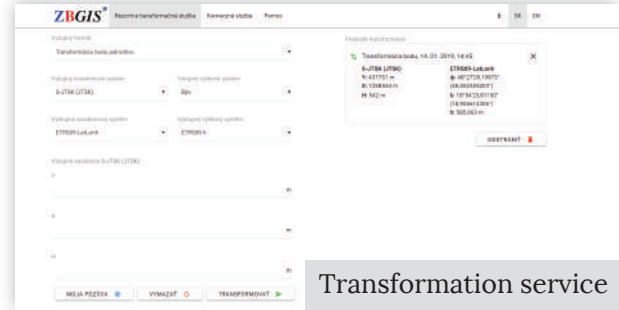 ZBGIS Rezortná transformačná služba Konverzná služba Pomoc SK EN
Vstupný formát
Transformácia bodu jednotlivo
Vstupný súradnicový systém Vstupný výškový systém
S-JTSK (JTSK) Bpv
Výstupný súradnicový systém Výstupný výškový systém
ETRS89-LatLonh ETRS89-h
Vstupné súradnice S-JTSK (JTSK)
m
m
m
MOJA POZÍCIA VYMAZAŤ TRANSFORMOVAŤ
Transformácia bodu, 14. 01. 2019, 14:45
S-JTSK (JTSK) ETRS89-LatLonh
ODSTRÁNIŤ
Transformation service